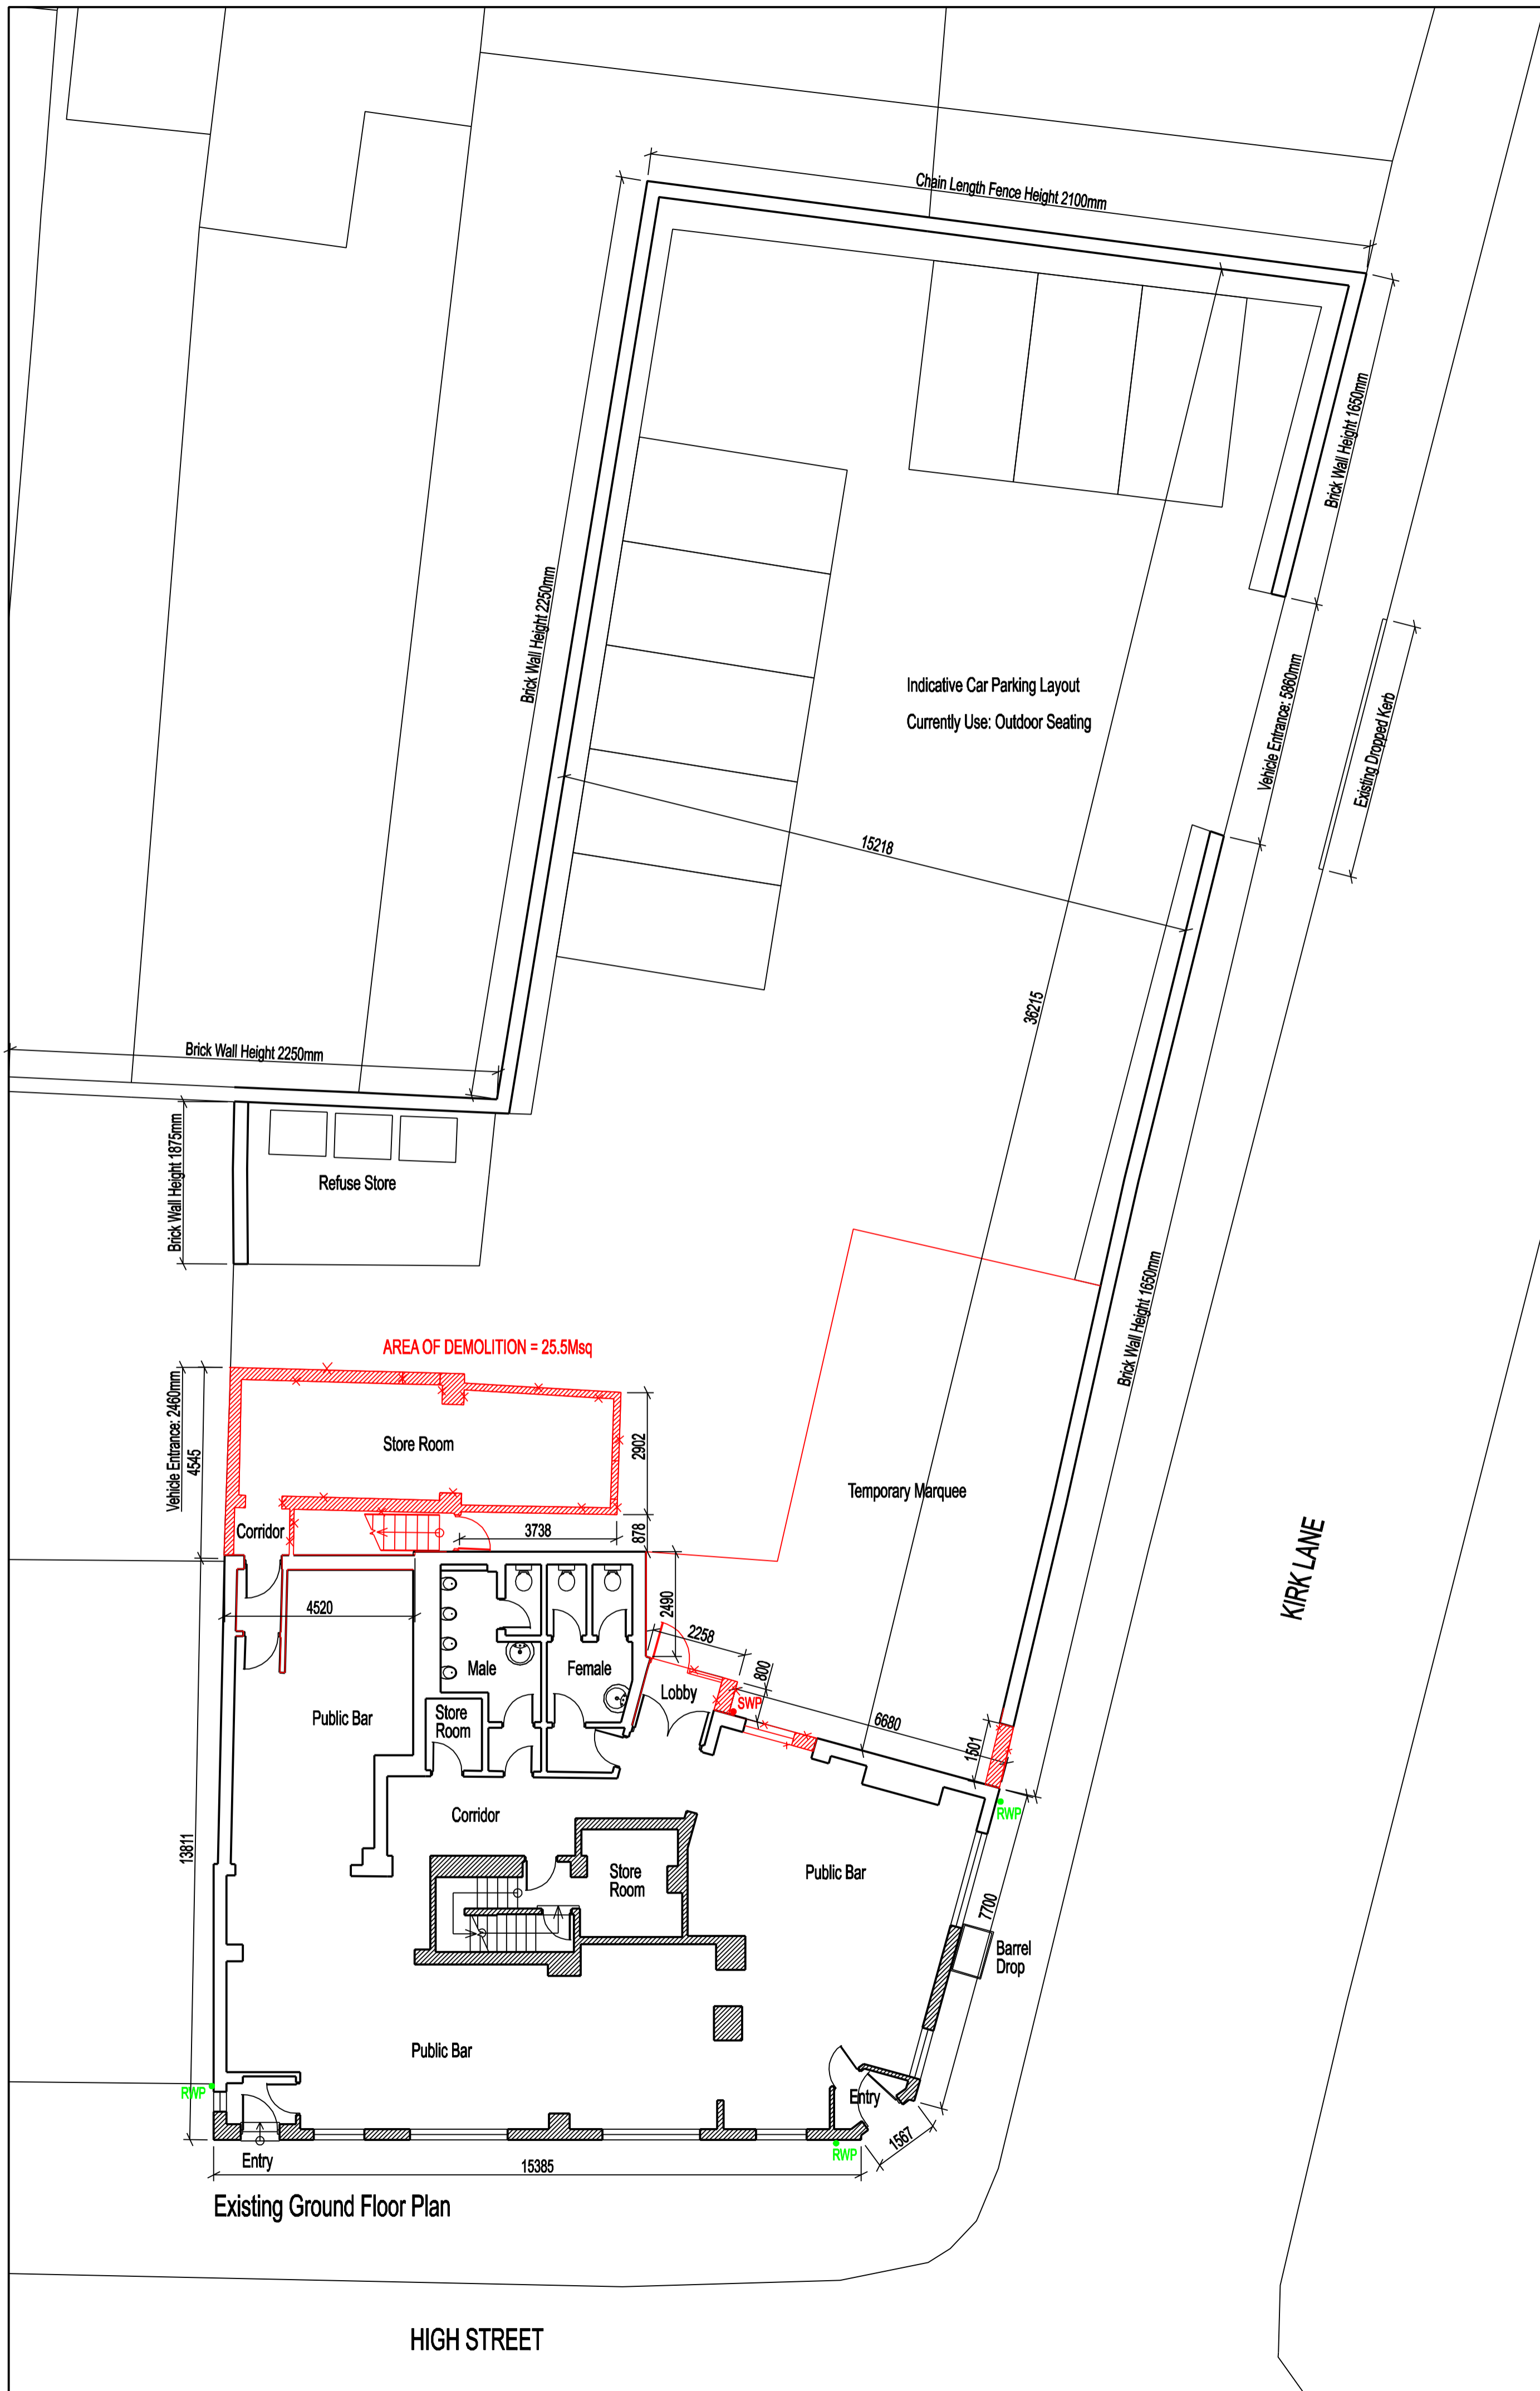 Chain Length Fence Height 2100mm
Brick Wall Height 1650mm
Brick Wall Height 2250mm
Indicative Car Parking Layout
Currently Use: Outdoor Seating
Vehicle Entrance: 5860mm
Existing Dropped Kerb
15218
36215
Brick Wall Height 2250mm
Brick Wall Height 1875mm
Refuse Store
Brick Wall Height 1650mm
AREA OF DEMOLITION = 25.5Msq
Vehicle Entrance: 2460mm
4545
Store Room
2902
Temporary Marquee
Corridor
3738
878
KIRK LANE
4520
2490
2258
800
Male
Female
Lobby
SWP
6680
1501
Public Bar
Store
Room
RWP
Corridor
13811
Store
Room
Public Bar
7700
Barrel
Drop
Public Bar
RWP
Entry
Entry
RWP
1567
15385
Existing Ground Floor Plan
HIGH STREET